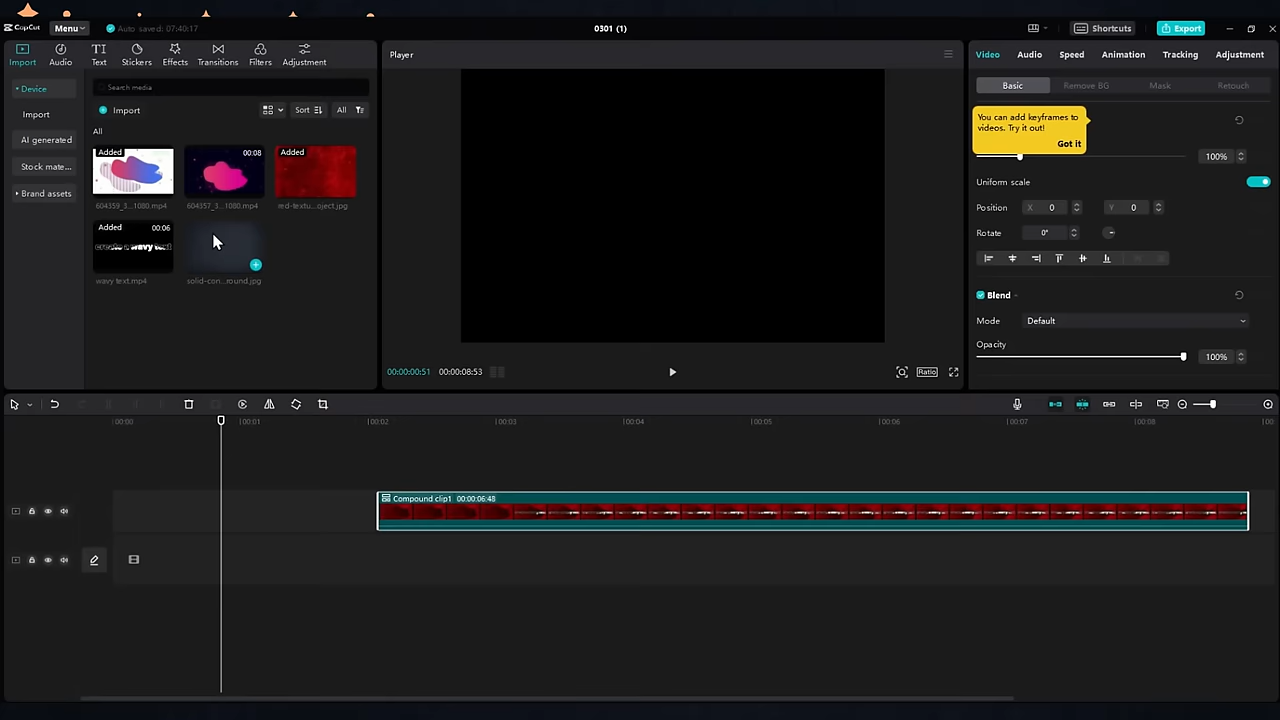 CapCut
Menu
Auto saved: 07:40:17
0301 (1)
Shortcuts
Export
Import
Audio
Text
Stickers
Effects
Transitions
Filters
Adjustment
Player
Video
Audio
Speed
Animation
Tracking
Adjustment
Device
Search media
Basic
Remove BG
Mask
Retouch
Import
Import
Sort
All
You can add keyframes to
videos. Try it out!
Got it
All
AI generated
Added
00:08
Added
100%
Stock mate...
Uniform scale
Brand assets
604359_3...1080.mp4
604357_3...1080.mp4
red-textu...oject.jpg
Position
X
0
Y
0
Added
00:06
Rotate
0°
wavy text.mp4
solid-con...round.jpg
Blend
Mode
Default
Opacity
100%
00:00:00:51
00:00:08:53
Ratio
00:00
00:01
00:02
00:03
00:04
00:05
00:06
00:07
00:08
Compound clip1
00:00:06:48